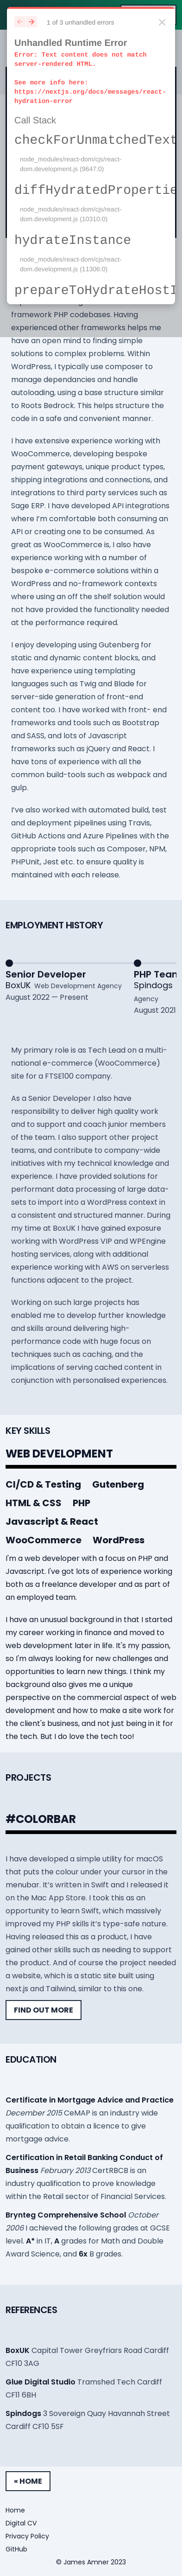 1 of 3 unhandled errors
Unhandled Runtime Error
Error: Text content does not match
server-rendered HTML.
See more info here:
https://nextjs.org/docs/messages/react-
hydration-error
Call Stack
checkForUnmatchedText
node_modules/react-dom/cjs/react-
dom.development.js (9647:0)
diffHydratedPropertie
node_modules/react-dom/cjs/react-
dom.development.js (10310:0)
hydrateInstance
node_modules/react-dom/cjs/react-
dom.development.js (11306:0)
prepareToHydrateHostI
framework PHP codebases. Having
experienced other frameworks helps me
have an open mind to finding simple
solutions to complex problems. Within
WordPress, I typically use composer to
manage dependancies and handle
autoloading, using a base structure similar
to Roots Bedrock. This helps structure the
code in a safe and convenient manner.
I have extensive experience working with
WooCommerce, developing bespoke
payment gateways, unique product types,
shipping integrations and connections, and
integrations to third party services such as
Sage ERP. I have developed API integrations
where I'm comfortable both consuming an
API or creating one to be consumed. As
great as WooCommerce is, I also have
experience working with a number of
bespoke e-commerce solutions within a
WordPress and no-framework contexts
where using an off the shelf solution would
not have provided the functionality needed
at the performance required.
I enjoy developing using Gutenberg for
static and dynamic content blocks, and
have experience using templating
languages such as Twig and Blade for
server-side generation of front-end
content too. I have worked with front- end
frameworks and tools such as Bootstrap
and SASS, and lots of Javascript
frameworks such as jQuery and React. I
have tons of experience with all the
common build-tools such as webpack and
gulp.
I've also worked with automated build, test
and deployment pipelines using Travis,
GitHub Actions and Azure Pipelines with the
appropriate tools such as Composer, NPM,
PHPUnit, Jest etc. to ensure quality is
maintained with each release.
EMPLOYMENT HISTORY
Senior Developer
BoxUK Web Development Agency
August 2022 — Present
PHP Team
Spindogs
Agency
August 2021
My primary role is as Tech Lead on a multi-
national e-commerce (WooCommerce)
site for a FTSE100 company.
As a Senior Developer I also have
responsibility to deliver high quality work
and to support and coach junior members
of the team. I also support other project
teams, and contribute to company-wide
initiatives with my technical knowledge and
experience. I have provided solutions for
performant data processing of large data-
sets to import into a WordPress context in
a consistent and structured manner. During
my time at BoxUK I have gained exposure
working with WordPress VIP and WPEngine
hosting services, along with additional
experience working with AWS on serverless
functions adjacent to the project.
Working on such large projects has
enabled me to develop further knowledge
and skills around delivering high-
performance code with huge focus on
techniques such as caching, and the
implications of serving cached content in
conjunction with personalised experiences.
KEY SKILLS
WEB DEVELOPMENT
CI/CD & Testing Gutenberg
HTML & CSS PHP
Javascript & React
WooCommerce WordPress
I'm a web developer with a focus on PHP and
Javascript. I've got lots of experience working
both as a freelance developer and as part of
an employed team.
I have an unusual background in that I started
my career working in finance and moved to
web development later in life. It's my passion,
so I'm always looking for new challenges and
opportunities to learn new things. I think my
background also gives me a unique
perspective on the commercial aspect of web
development and how to make a site work for
the client's business, and not just being in it for
the tech. But I do love the tech too!
PROJECTS
#COLORBAR
I have developed a simple utility for macOS
that puts the colour under your cursor in the
menubar. It's written in Swift and I released it
on the Mac App Store. I took this as an
opportunity to learn Swift, which massively
improved my PHP skills it's type-safe nature.
Having released this as a product, I have
gained other skills such as needing to support
the product. And of course the project needed
a website, which is a static site built using
next.js and Tailwind, similar to this one.
FIND OUT MORE
EDUCATION
Certificate in Mortgage Advice and Practice
December 2015 CeMAP is an industry wide
qualification to obtain a licence to give
mortgage advice.
Certification in Retail Banking Conduct of
Business February 2013 CertRBCB is an
industry qualification to prove knowledge
within the Retail sector of Financial Services.
Brynteg Comprehensive School October
2006 I achieved the following grades at GCSE
level. A* in IT, A grades for Math and Double
Award Science, and 6x B grades.
REFERENCES
BoxUK Capital Tower Greyfriars Road Cardiff
CF10 3AG
Glue Digital Studio Tramshed Tech Cardiff
CF11 6BH
Spindogs 3 Sovereign Quay Havannah Street
Cardiff CF10 5SF
« HOME
Home
Digital CV
Privacy Policy
GitHub
© James Amner 2023